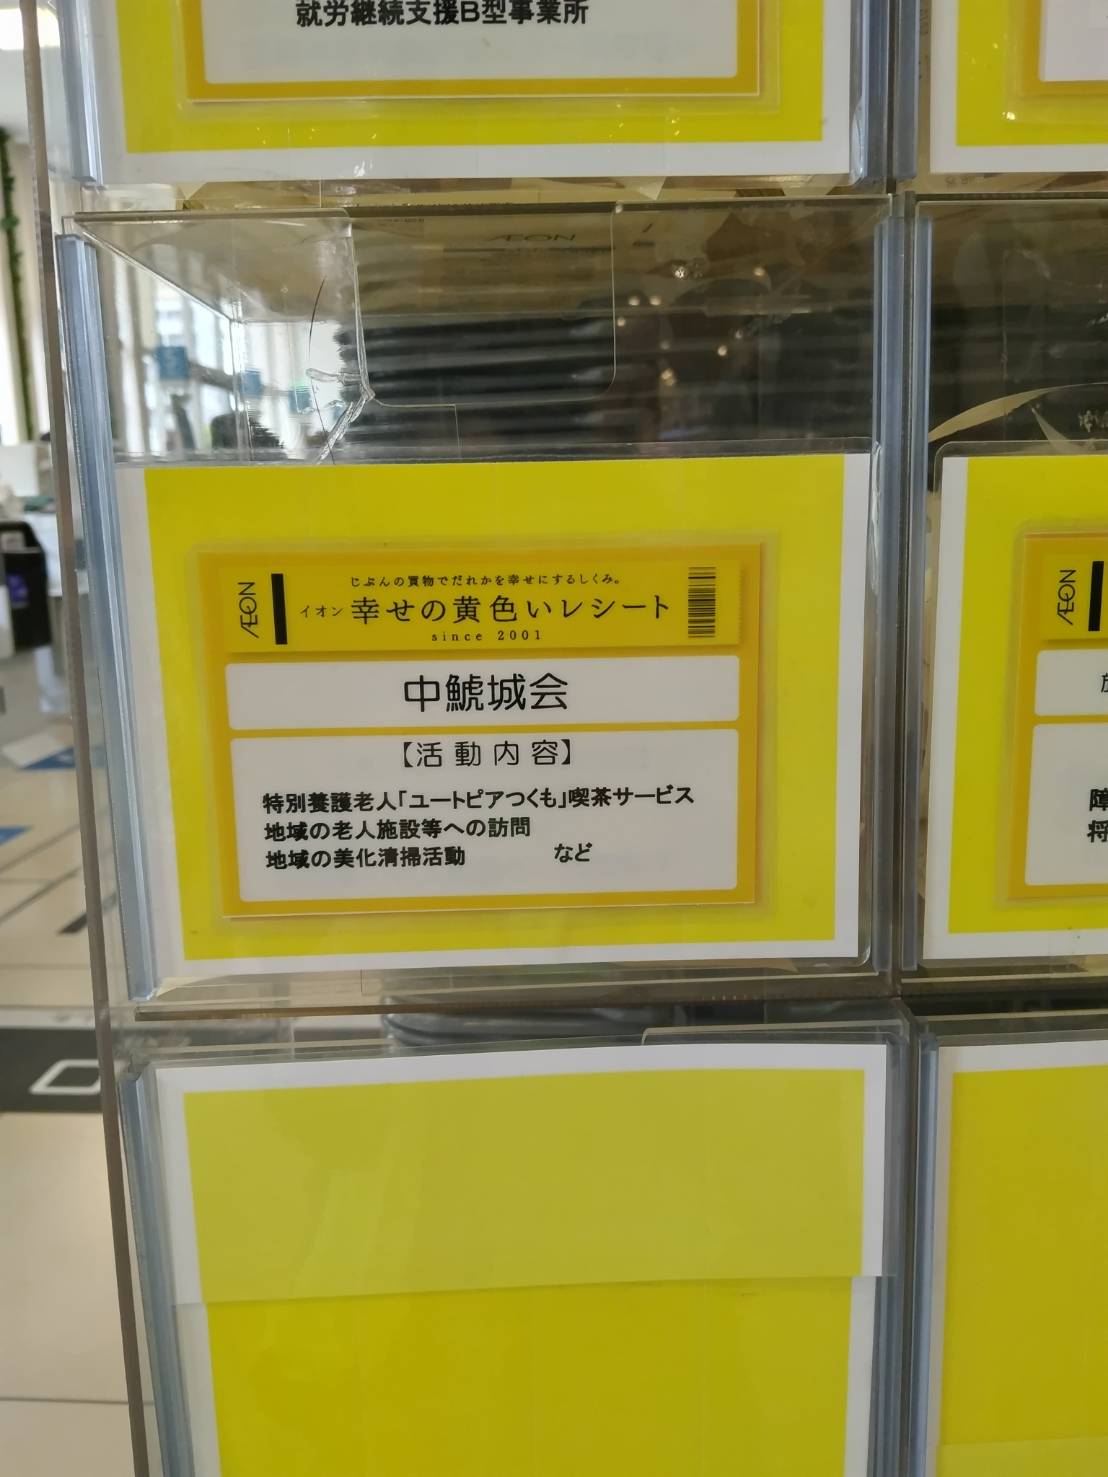 就労継続支援B型事業所
AEON
AEON
じぶんの買物でだれかを幸せにするしくみ。
イオン 幸せの黄色いレシート
since 2001
中鯱城会
【活動内容】
特別養護老人「ユートピアつくも」喫茶サービス
地域の老人施設等への訪問
地域の美化清掃活動 など
AEON
障
将